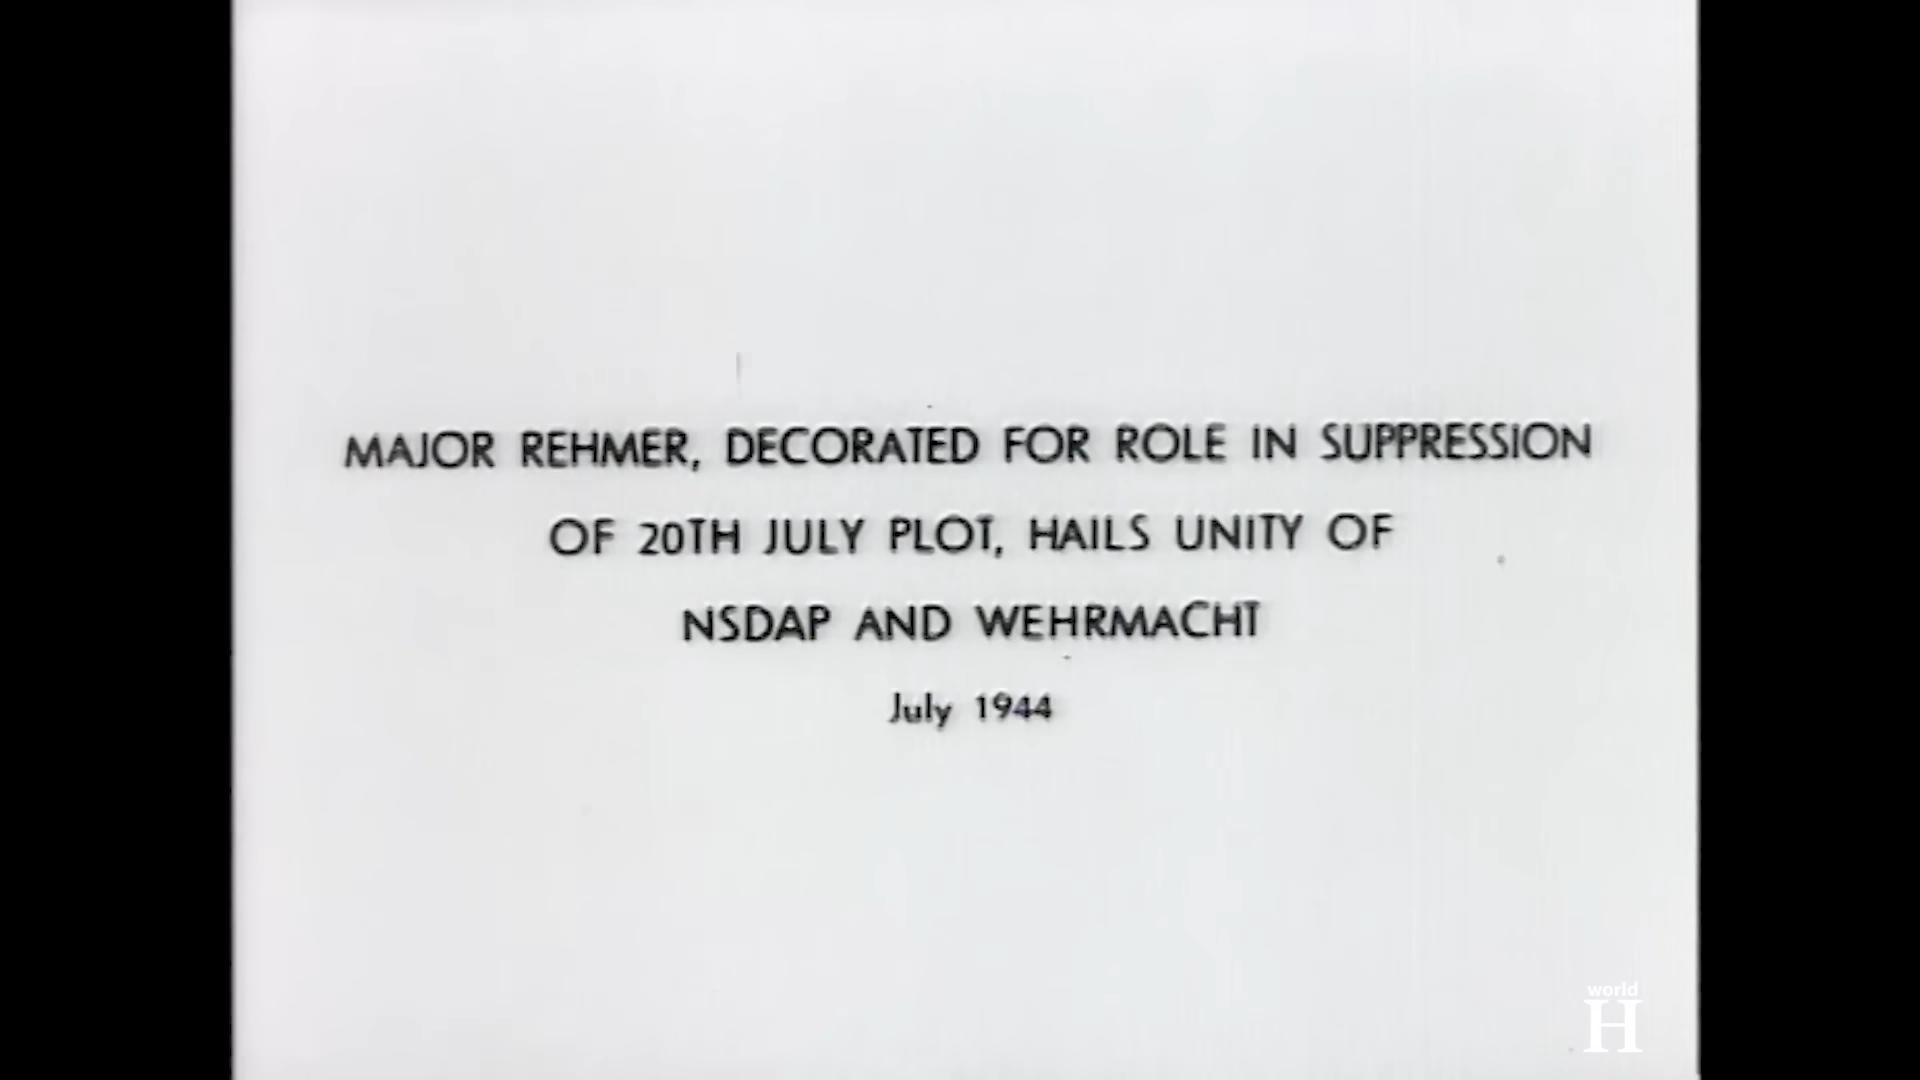 MAJOR REHMER, DECORATED FOR ROLE IN SUPPRESSION
OF 20TH JULY PLOT, HAILS UNITY OF
NSDAP AND WEHRMACHT
July 1944
world
H